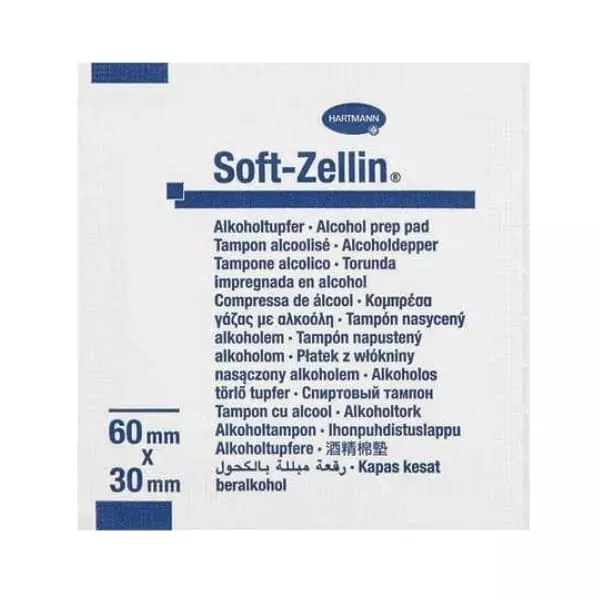 HARTMANN
Soft-Zellin®
Alkoholtupfer · Alcohol prep pad
Tampon alcoolisé · Alcoholdepper
Tampone alcolico · Torunda
impregnada en alcohol
Compressa de álcool · Κομπρέσα
γάζας με αλκοόλη · Tampón nasycený
alkoholem · Tampón napustený
alkoholom · Płatek z włókniny
nasączony alkoholem · Alkoholos
törlő tupfer · Спиртовый тампон
Tampon cu alcool · Alkoholtork
Alkoholtampon · Ihonpuhdistuslappu
Alkoholtupfere · 酒精棉墊
رقعة مبللة بالكحول · Kapas kesat
beralkohol
60 mm
x
30 mm